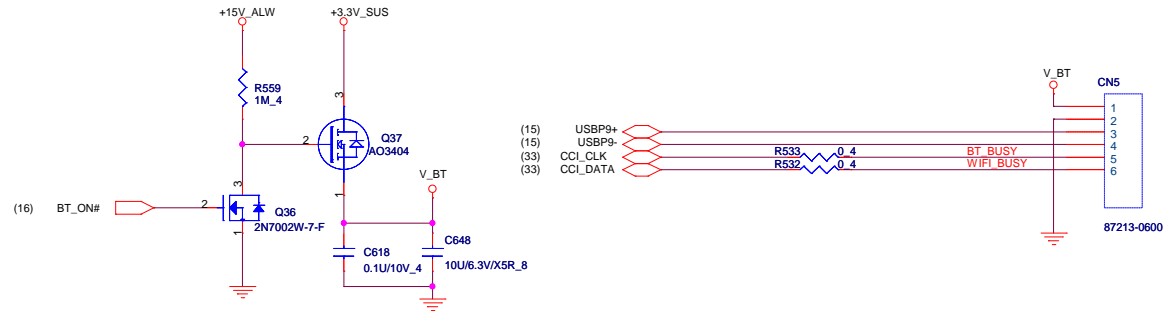 +15V_ALW
+3.3V_SUS
R559
1M_4
3
2
Q37
AO3404
1
V_BT
3
(16) BT_ON#
2
Q36
2N7002W-7-F
1
C618
0.1U/10V_4
C648
10U/6.3V/X5R_8
V_BT
CN5
1
2
(15) USBP9+ 3
(15) USBP9- 4
(33) CCI_CLK R533 0_4 BT_BUSY 5
(33) CCI_DATA R532 0_4 WIFI_BUSY 6
87213-0600